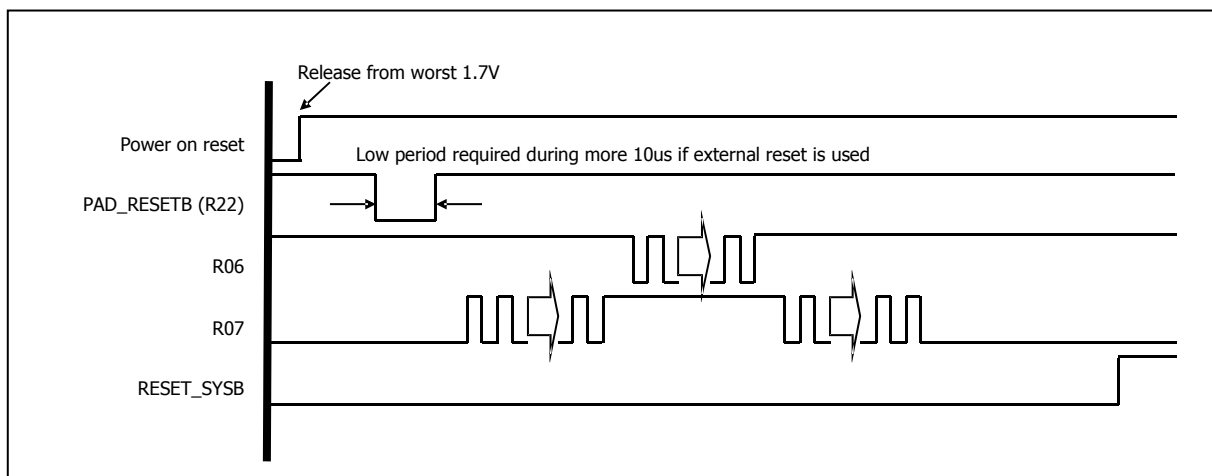 Release from worst 1.7V
Power on reset
Low period required during more 10us if external reset is used
PAD_RESETB (R22)
R06
R07
RESET_SYSB